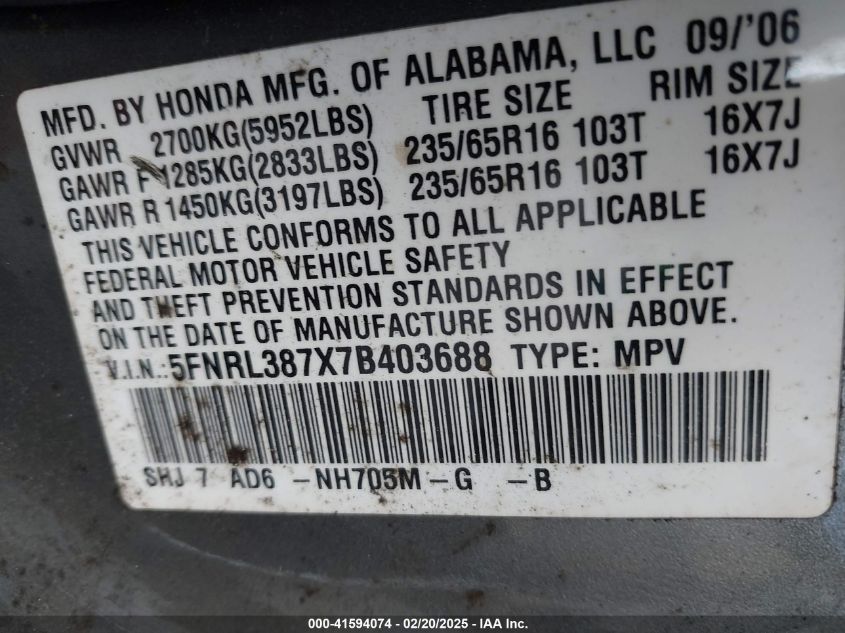 MFD. BY HONDA MFG. OF ALABAMA, LLC 09/'06
GVWR 2700KG(5952LBS) TIRE SIZE RIM SIZE
GAWR F 1285KG(2833LBS) 235/65R16 103T 16X7J
GAWR R 1450KG(3197LBS) 235/65R16 103T 16X7J
THIS VEHICLE CONFORMS TO ALL APPLICABLE
FEDERAL MOTOR VEHICLE SAFETY
AND THEFT PREVENTION STANDARDS IN EFFECT
ON THE DATE OF MANUFACTURE SHOWN ABOVE.
V.I.N.:5FNRL387X7B403688 TYPE: MPV
SHJ 7 AD6 -NH705M-G -B
000-41594074 - 02/20/2025 - IAA Inc.